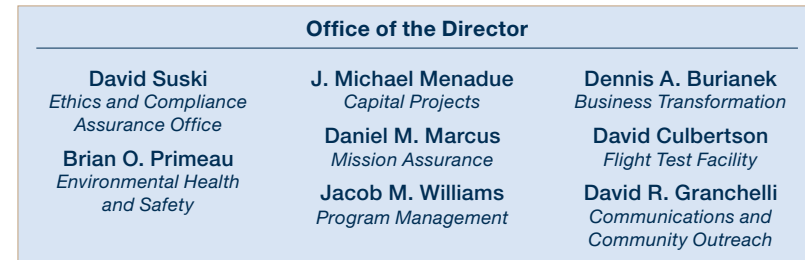 Office of the Director
David Suski
Ethics and Compliance
Assurance Office
Brian O. Primeau
Environmental Health
and Safety
J. Michael Menadue
Capital Projects
Daniel M. Marcus
Mission Assurance
Jacob M. Williams
Program Management
Dennis A. Burianek
Business Transformation
David Culbertson
Flight Test Facility
David R. Granchelli
Communications and
Community Outreach